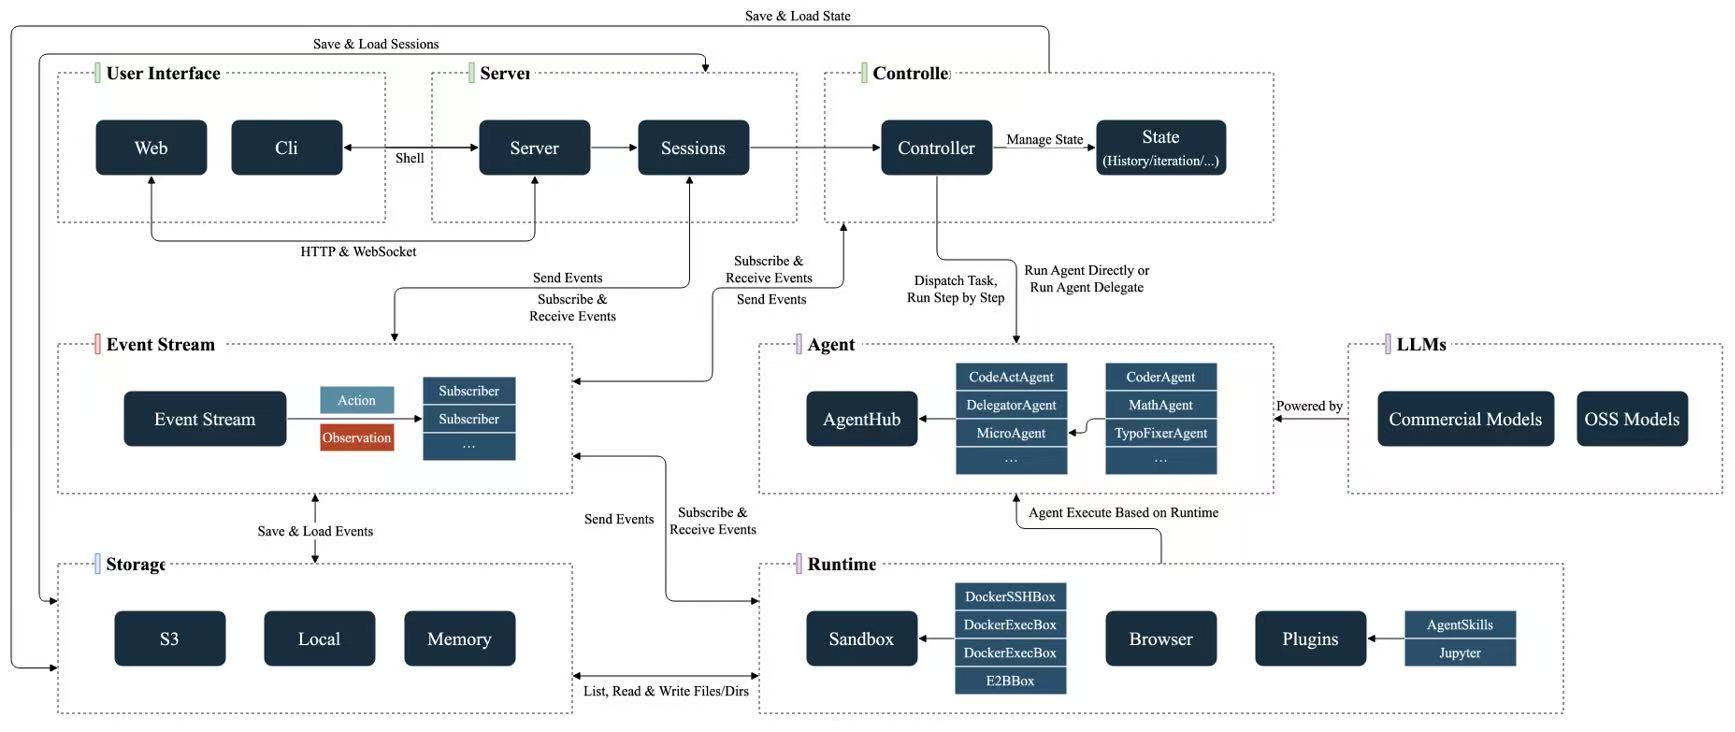 Save & Load State
Save & Load Sessions
User Interface
Server
Controlle
Web
Cli
Shell
Server
Sessions
Controller
Manage State
State
(History/iteration/...)
HTTP & WebSocket
Send Events
Subscribe &
Receive Events
Subscribe &
Receive Events
Send Events
Dispatch Task,
Run Step by Step
Run Agent Directly or
Run Agent Delegate
Event Stream
Event Stream
Action
Observation
Subscriber
Subscriber
...
Agent
AgentHub
CodeActAgent
DelegatorAgent
MicroAgent
...
CoderAgent
MathAgent
TypoFixerAgent
...
Powered by
LLMs
Commercial Models
OSS Models
Save & Load Events
Send Events
Subscribe &
Receive Events
Agent Execute Based on Runtime
Storage
S3
Local
Memory
List, Read & Write Files/Dirs
Runtime
Sandbox
DockerSSHBox
DockerExecBox
DockerExecBox
E2BBox
Browser
Plugins
AgentSkills
Jupyter